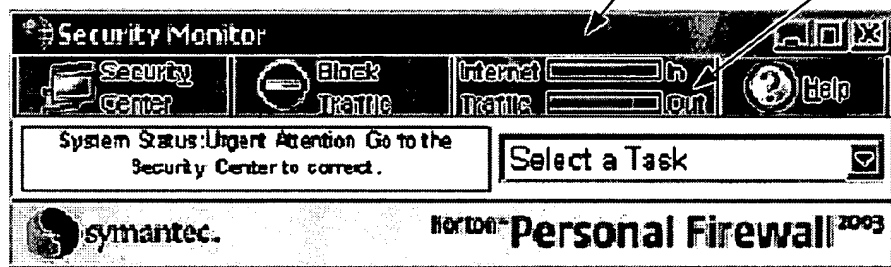 Security Monitor
Security Center
Block Traffic
Internet Traffic In Out
Help
System Status:Urgent Attention Go to the
Security Center to correct.
Select a Task
symantec.
Norton™ Personal Firewall 2003